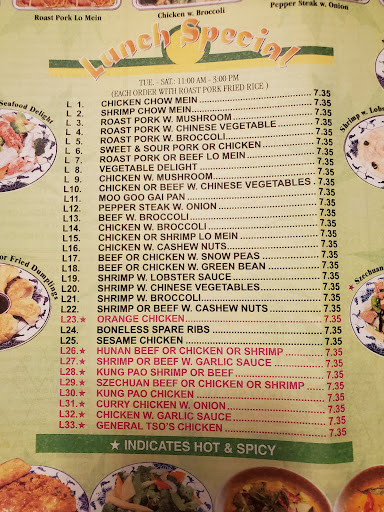 Roast Pork Lo Mein
Chicken w. Broccoli
Pepper Steak w. Onion
Lunch Special
TUE. - SAT.: 11:00 AM - 3:00 PM
(EACH ORDER WITH ROAST PORK FRIED RICE )
Seafood Delight
Shrimp w. Lobs
L 1. CHICKEN CHOW MEIN 7.35
L 2. SHRIMP CHOW MEIN 7.35
L 3. ROAST PORK W. MUSHROOM 7.35
L 4. ROAST PORK W. CHINESE VEGETABLE 7.35
L 5. ROAST PORK W. BROCCOLI 7.35
L 6. SWEET & SOUR PORK OR CHICKEN 7.35
L 7. ROAST PORK OR BEEF LO MEIN 7.35
L 8. VEGETABLE DELIGHT 7.35
L 9. CHICKEN W. MUSHROOM 7.35
L10. CHICKEN OR BEEF W. CHINESE VEGETABLES 7.35
L11. MOO GOO GAI PAN 7.35
L12. PEPPER STEAK W. ONION 7.35
L13. BEEF W. BROCCOLI 7.35
L14. CHICKEN W. BROCCOLI 7.35
L15. CHICKEN OR SHRIMP LO MEIN 7.35
L16. CHICKEN W. CASHEW NUTS 7.35
L17. BEEF OR CHICKEN W. SNOW PEAS 7.35
L18. BEEF OR CHICKEN W. GREEN BEAN 7.35
L19. SHRIMP W. LOBSTER SAUCE 7.35
L20. SHRIMP W. CHINESE VEGETABLES 7.35
L21. SHRIMP W. BROCCOLI 7.35
L22. SHRIMP OR BEEF W. CASHEW NUTS 7.35
L23.★ ORANGE CHICKEN 7.35
L24. BONELESS SPARE RIBS 7.35
L25. SESAME CHICKEN 7.35
L26.★ HUNAN BEEF OR CHICKEN OR SHRIMP 7.35
L27.★ SHRIMP OR BEEF W. GARLIC SAUCE 7.35
L28.★ KUNG PAO SHRIMP OR BEEF 7.35
L29.★ SZECHUAN BEEF OR CHICKEN OR SHRIMP 7.35
L30.★ KUNG PAO CHICKEN 7.35
L31.★ CURRY CHICKEN W. ONION 7.35
L32.★ CHICKEN W. GARLIC SAUCE 7.35
L33.★ GENERAL TSO'S CHICKEN 7.35
or Fried Dumplings
★ Szechuan
★ INDICATES HOT & SPICY